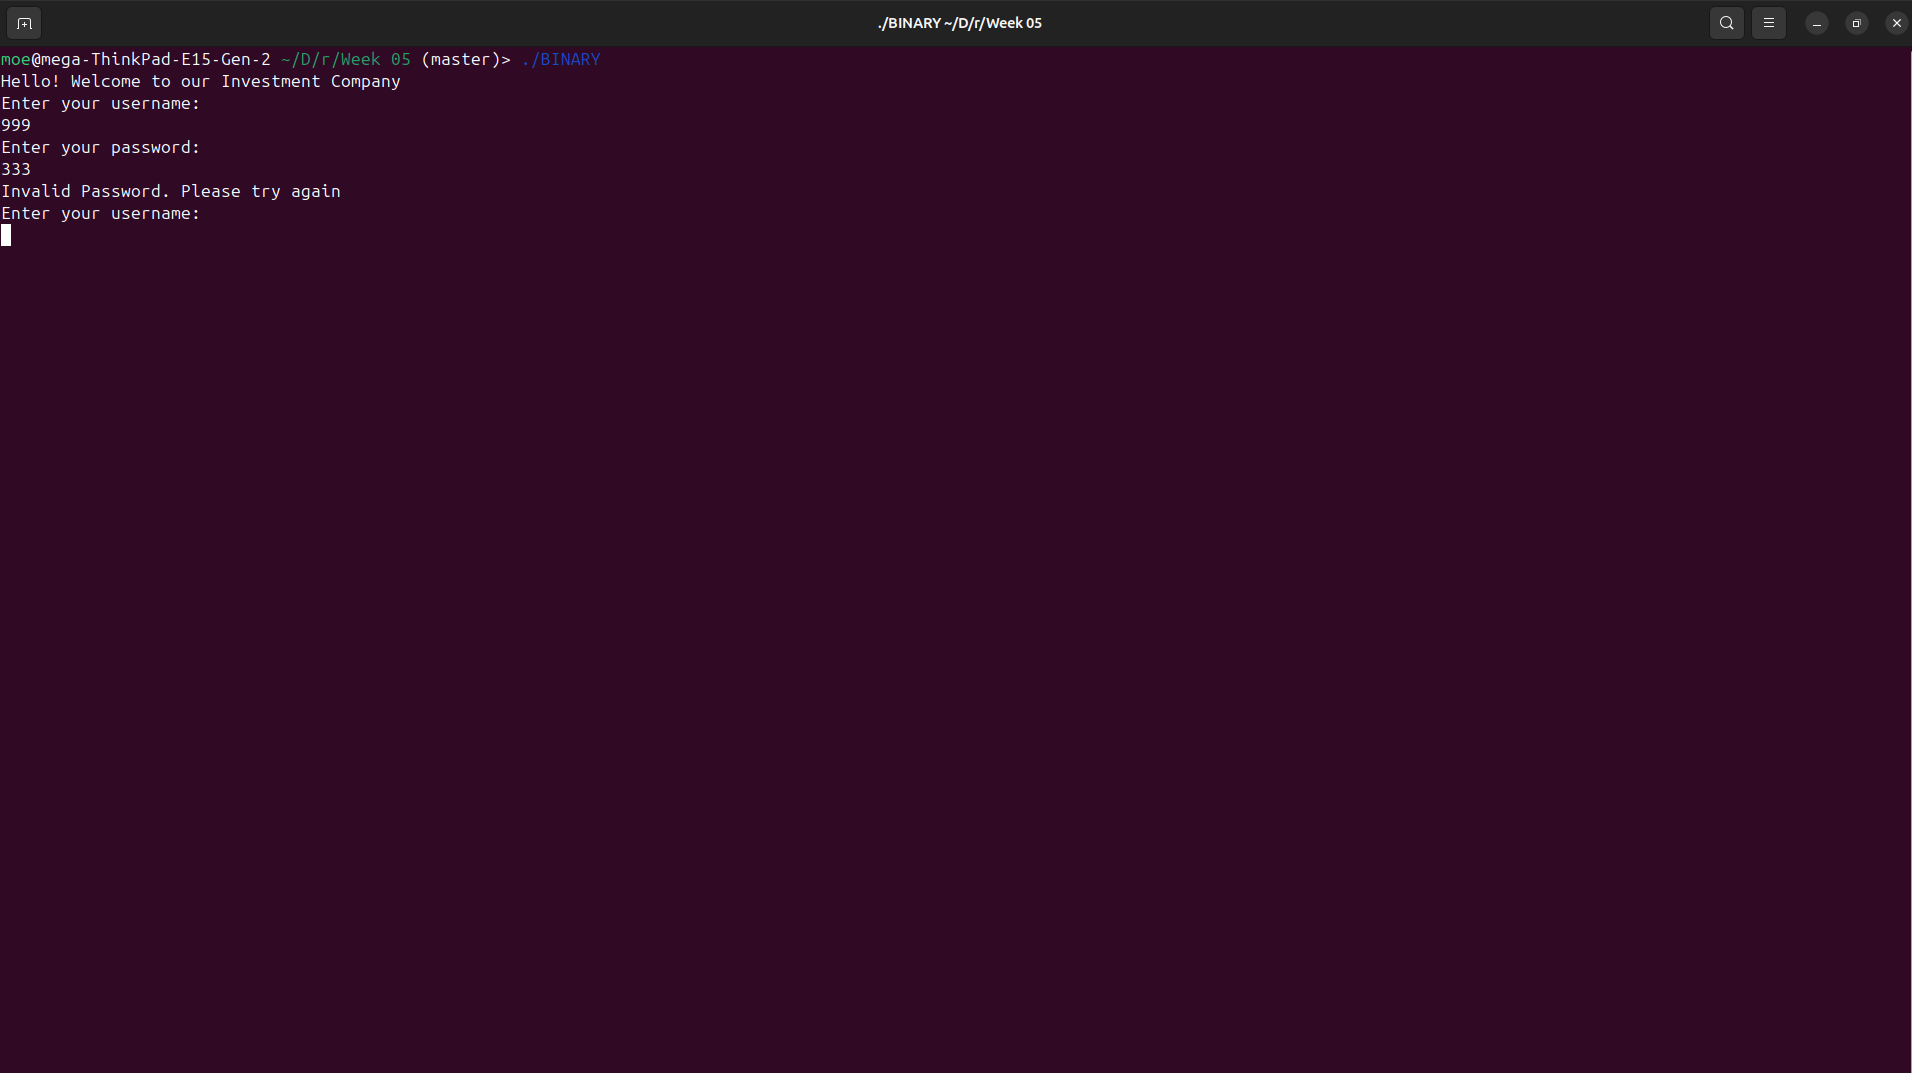 ./BINARY ~/D/r/Week 05
moe@mega-ThinkPad-E15-Gen-2 ~/D/r/Week 05 (master)> ./BINARY
Hello! Welcome to our Investment Company
Enter your username:
999
Enter your password:
333
Invalid Password. Please try again
Enter your username: